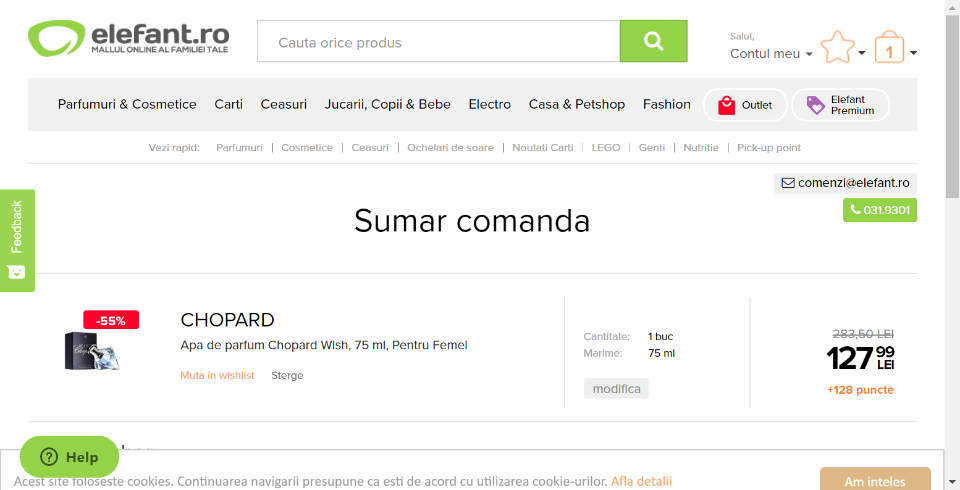 elefant.ro
MALLUL ONLINE AL FAMILIEI TALE
Cauta orice produs
Salut,
Contul meu
1
Parfumuri & Cosmetice
Carti
Ceasuri
Jucarii, Copii & Bebe
Electro
Casa & Petshop
Fashion
Outlet
Elefant
Premium
Vezi rapid: Parfumuri | Cosmetice | Ceasuri | Ochelari de soare | Noutati Carti | LEGO | Genti | Nutritie | Pick-up point
comenzi@elefant.ro
031.9301
Feedback
Sumar comanda
-55%
CHOPARD
Apa de parfum Chopard Wish, 75 ml, Pentru Femei
Muta in wishlist
Sterge
Cantitate: 1 buc
Marime: 75 ml
modifica
283,50 LEI
127 99 LEI
+128 puncte
Help
Acest site foloseste cookies. Continuarea navigarii presupune ca esti de acord cu utilizarea cookie-urilor. Afla detalii
Am inteles